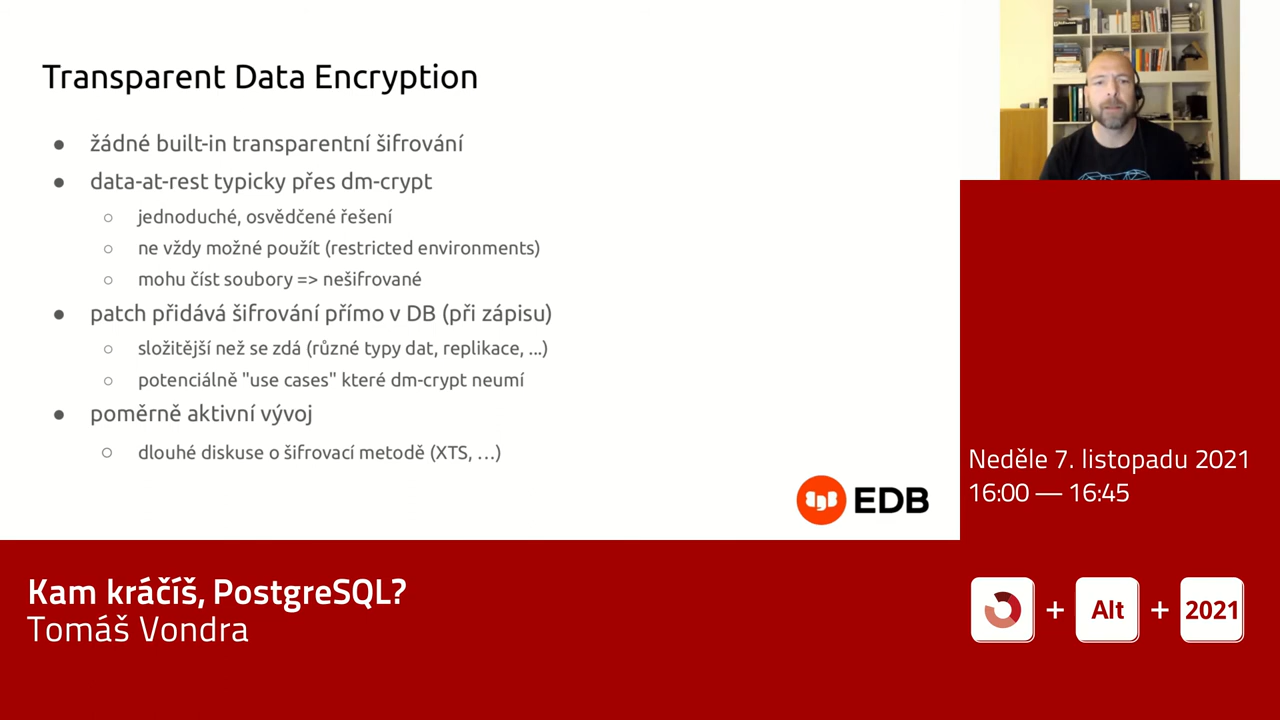 Transparent Data Encryption
● žádné built-in transparentní šifrování
● data-at-rest typicky přes dm-crypt
○ jednoduché, osvědčené řešení
○ ne vždy možné použít (restricted environments)
○ mohu číst soubory => nešifrované
● patch přidává šifrování přímo v DB (při zápisu)
○ složitější než se zdá (různé typy dat, replikace, ...)
○ potenciálně "use cases" které dm-crypt neumí
● poměrně aktivní vývoj
○ dlouhé diskuse o šifrovací metodě (XTS, …)
EDB
Neděle 7. listopadu 2021
16:00 — 16:45
Kam kráčíš, PostgreSQL?
Tomáš Vondra
+ Alt + 2021